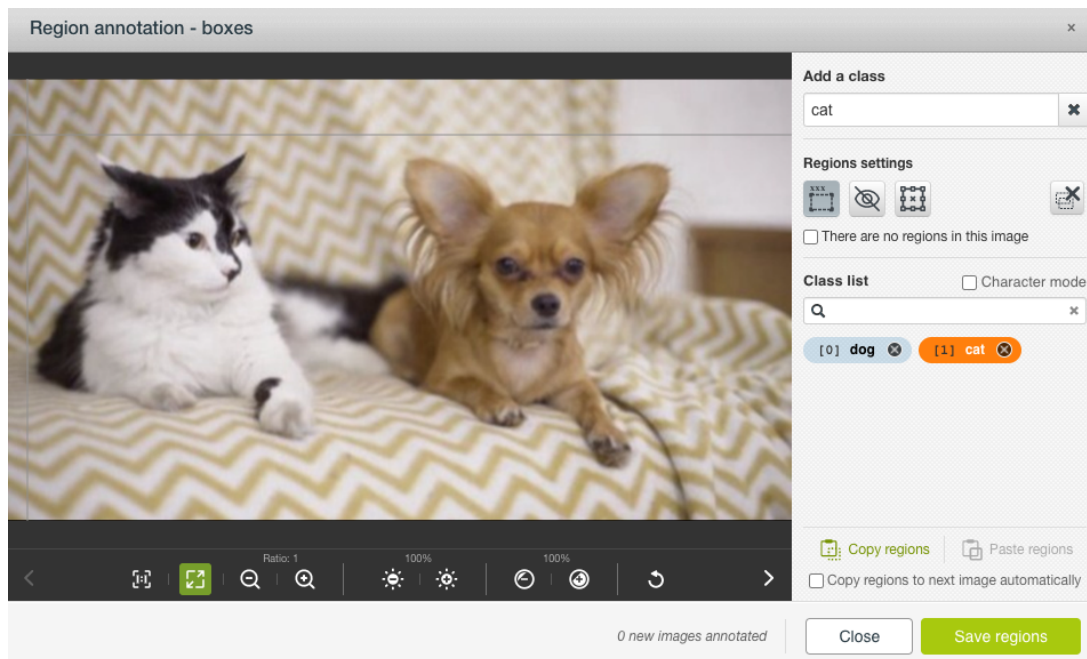 Region annotation - boxes
×
Add a class
cat
Regions settings
xxx
There are no regions in this image
Class list
Character mode
[0] dog
[1] cat
Copy regions
Paste regions
Copy regions to next image automatically
Ratio: 1
100%
100%
0 new images annotated
Close
Save regions